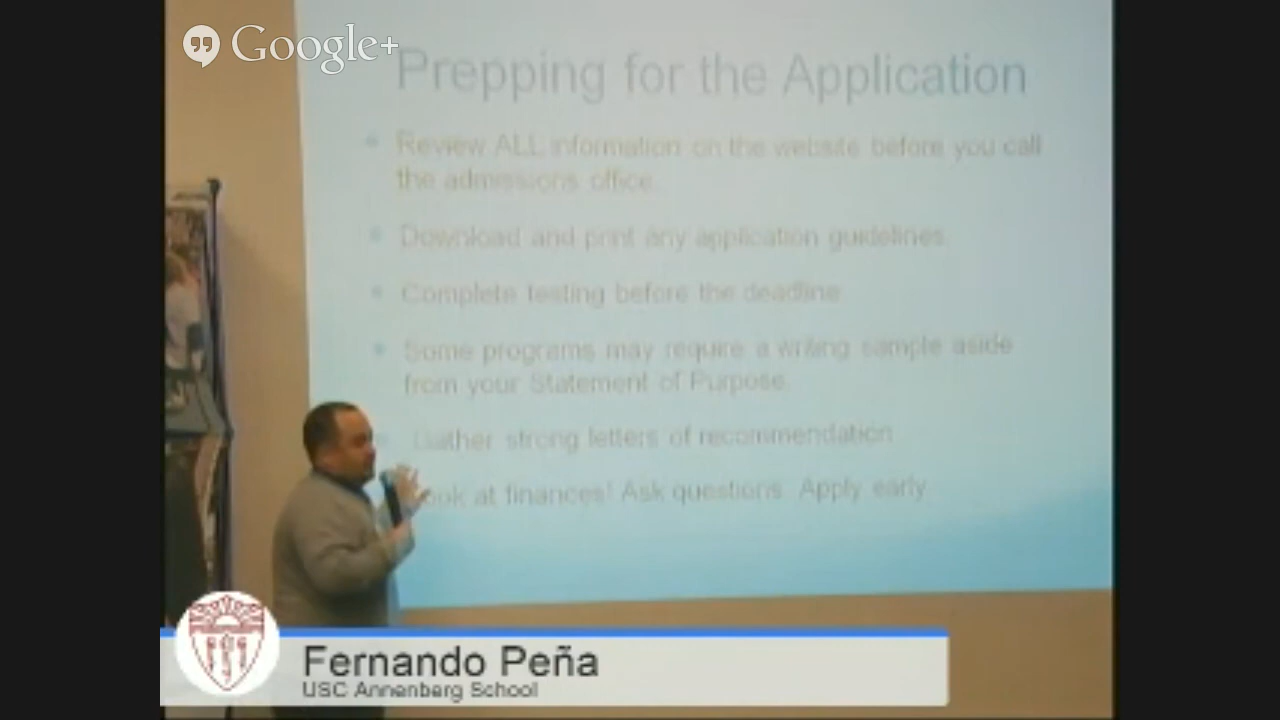 Google+
Prepping for the Application
Review ALL information on the website before you call
the admissions office.
Download and print any application guidelines.
Complete testing before the deadline
Some programs may require a writing sample aside
from your Statement of Purpose.
Gather strong letters of recommendation
Look at finances! Ask questions. Apply early
Fernando Peña
USC Annenberg School